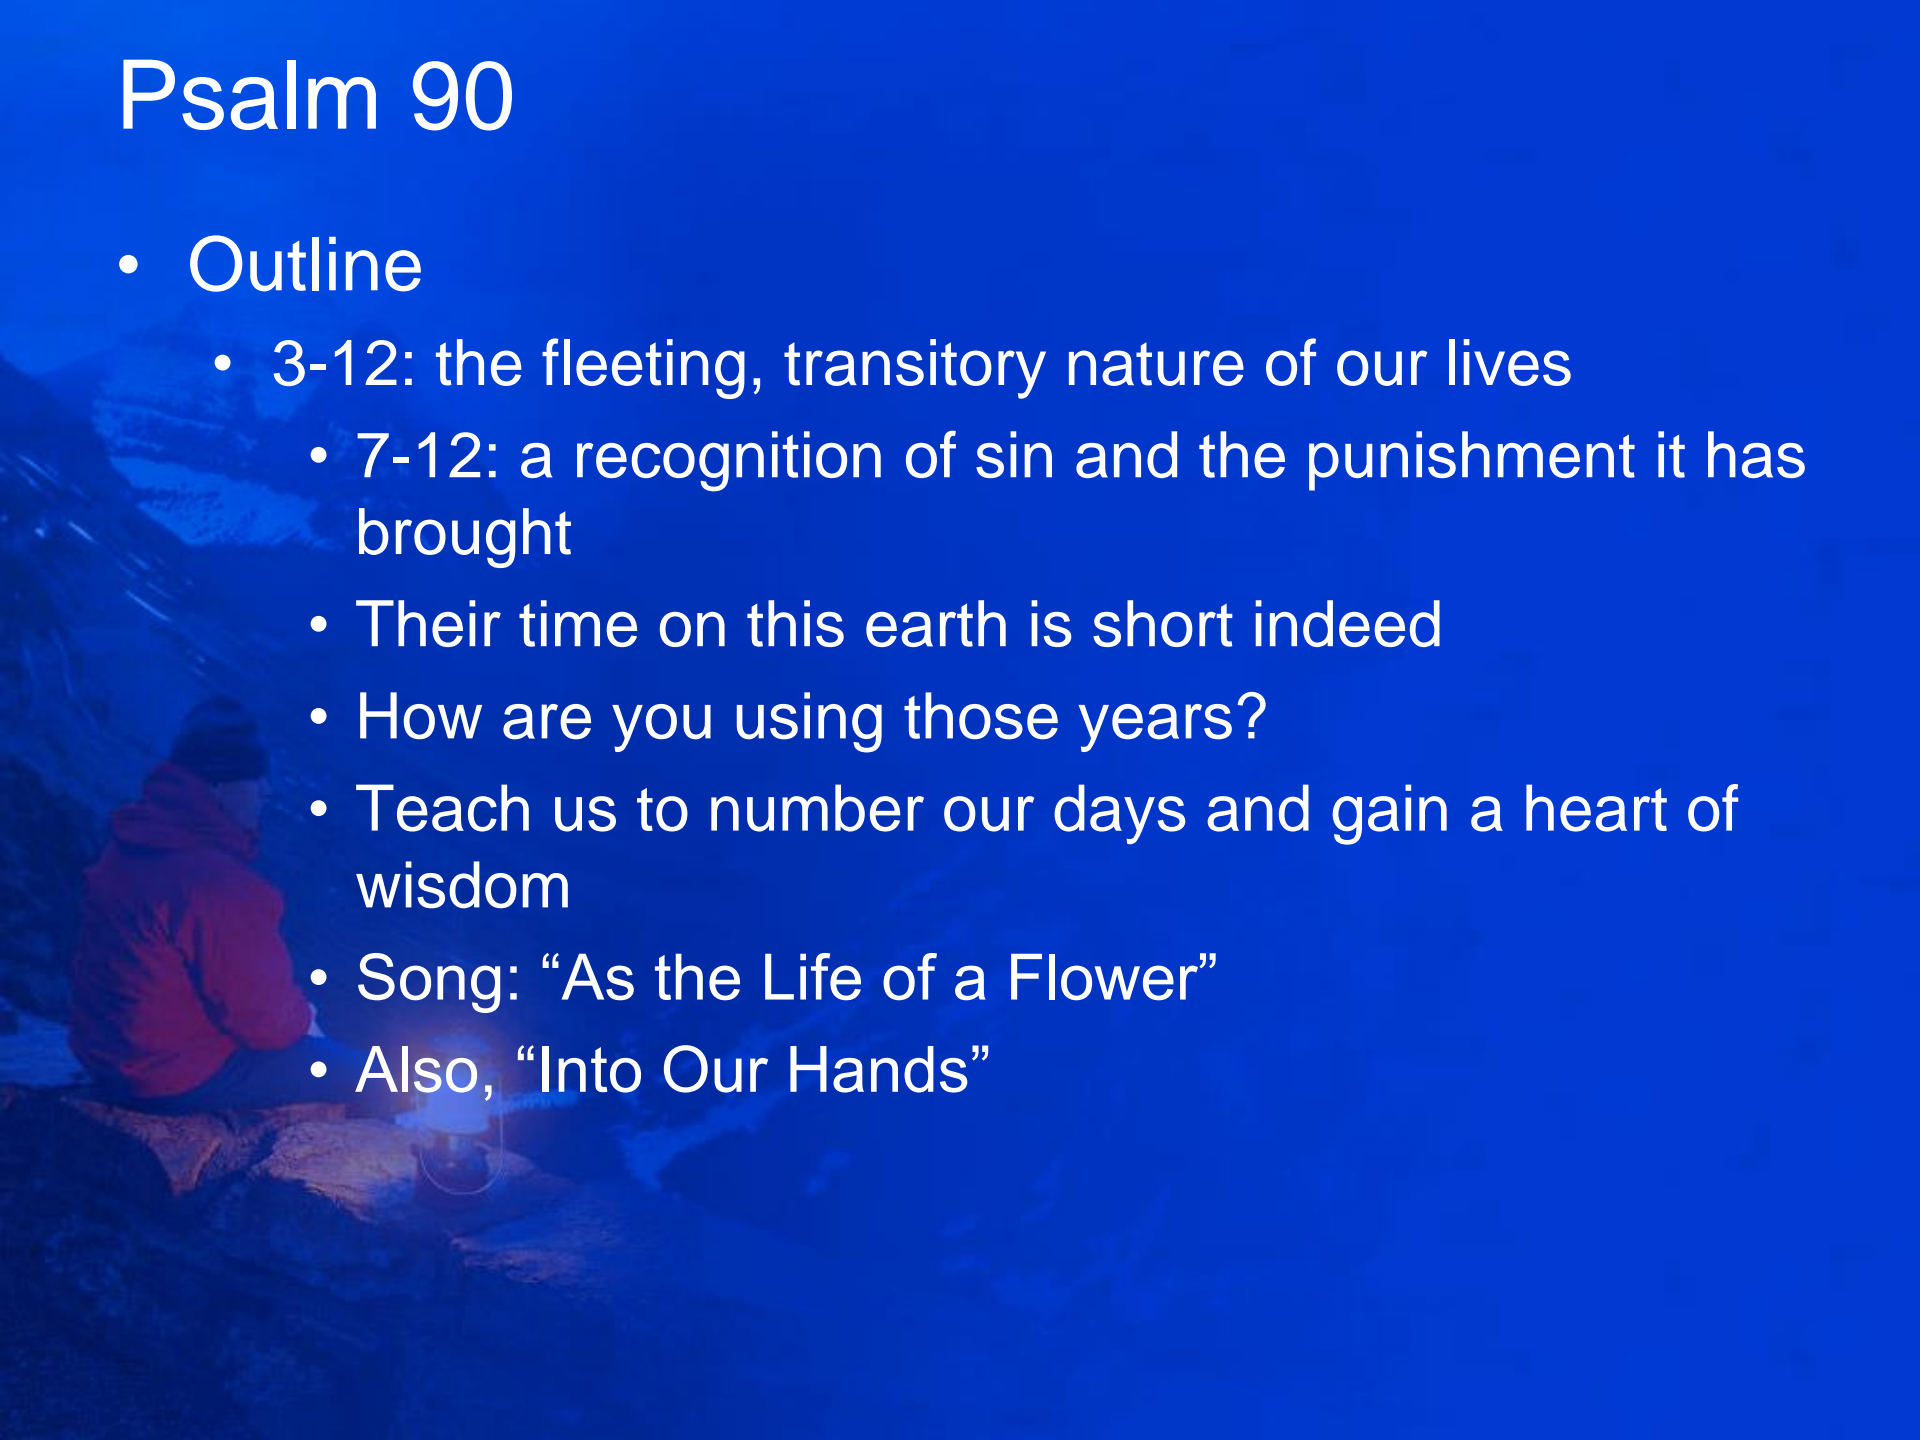 Psalm 90
• Outline
• 3-12: the fleeting, transitory nature of our lives
• 7-12: a recognition of sin and the punishment it has
brought
• Their time on this earth is short indeed
• How are you using those years?
• Teach us to number our days and gain a heart of
wisdom
• Song: “As the Life of a Flower”
• Also, “Into Our Hands”